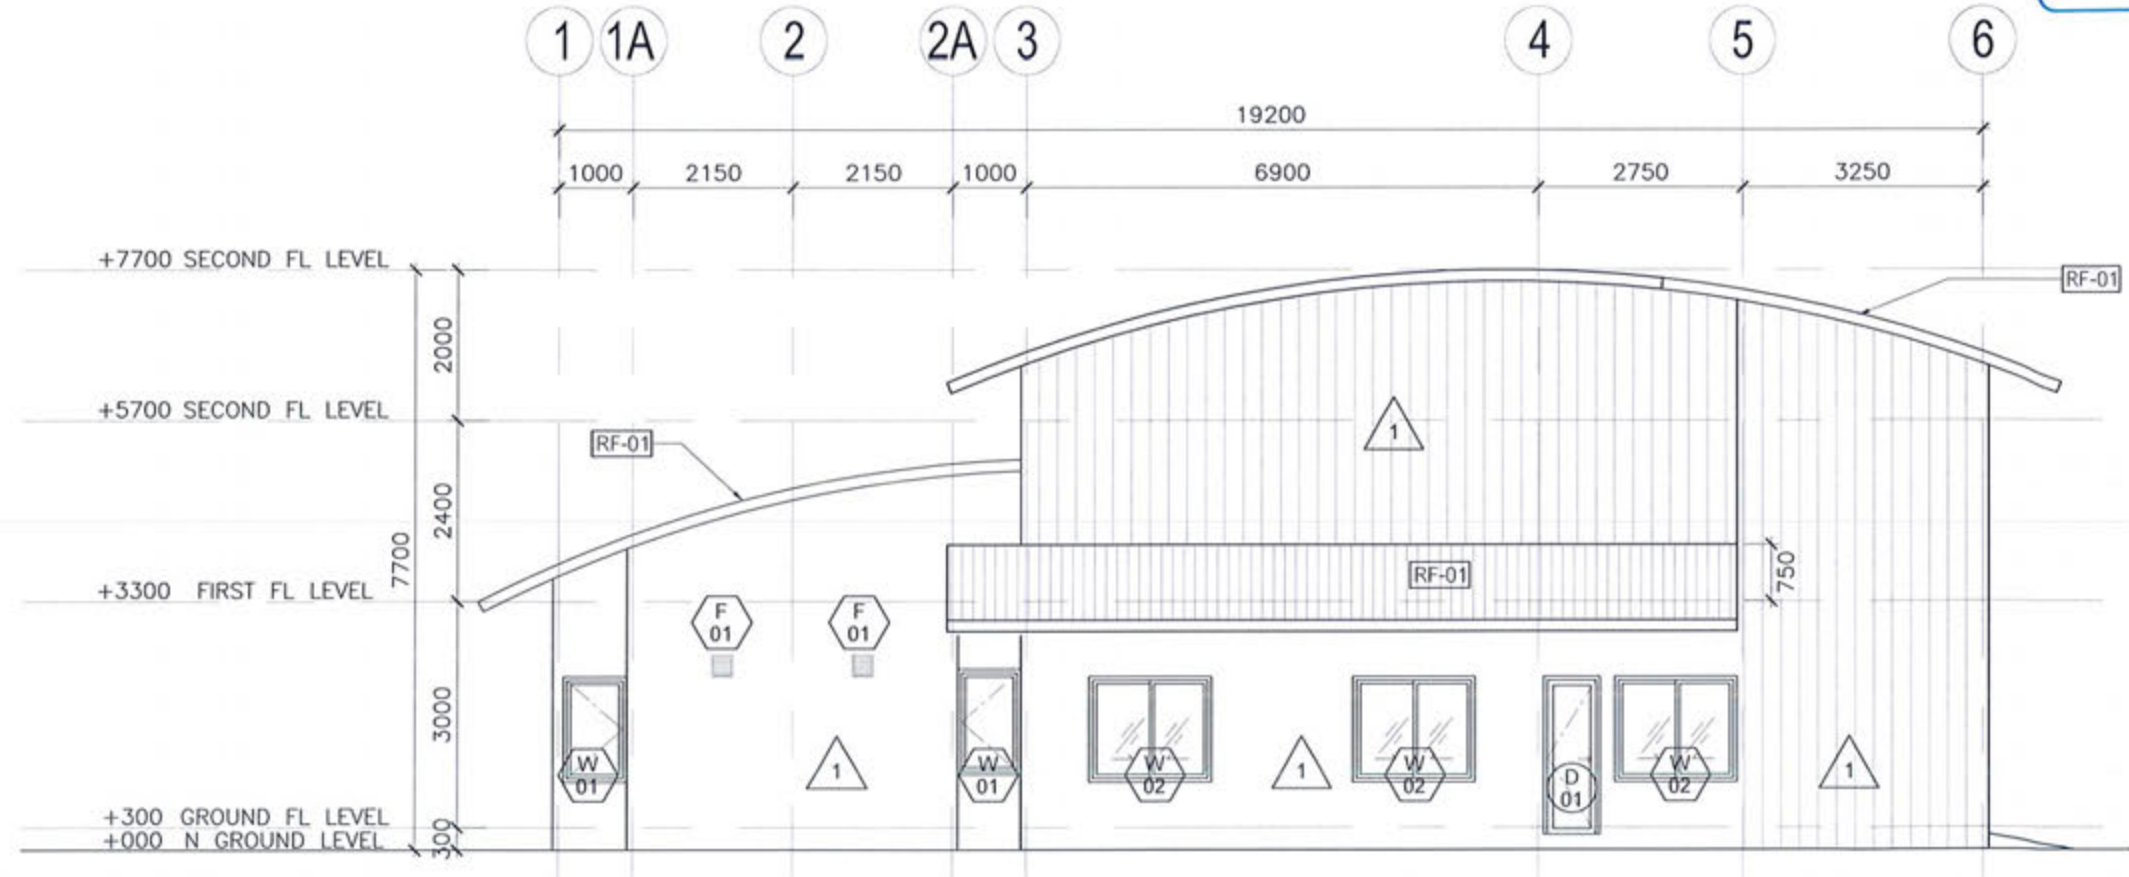 1 1A 2 2A 3 4 5 6
19200
1000 2150 2150 1000 6900 2750 3250
+7700 SECOND FL LEVEL
RF-01
2000
+5700 SECOND FL LEVEL
1
RF-01
2400
7700
750
RF-01
+3300 FIRST FL LEVEL
F
01
F
01
3000
W
01
1
W
01
W
02
1
W
02
D
01
W
02
1
+300 GROUND FL LEVEL
300
+000 N GROUND LEVEL